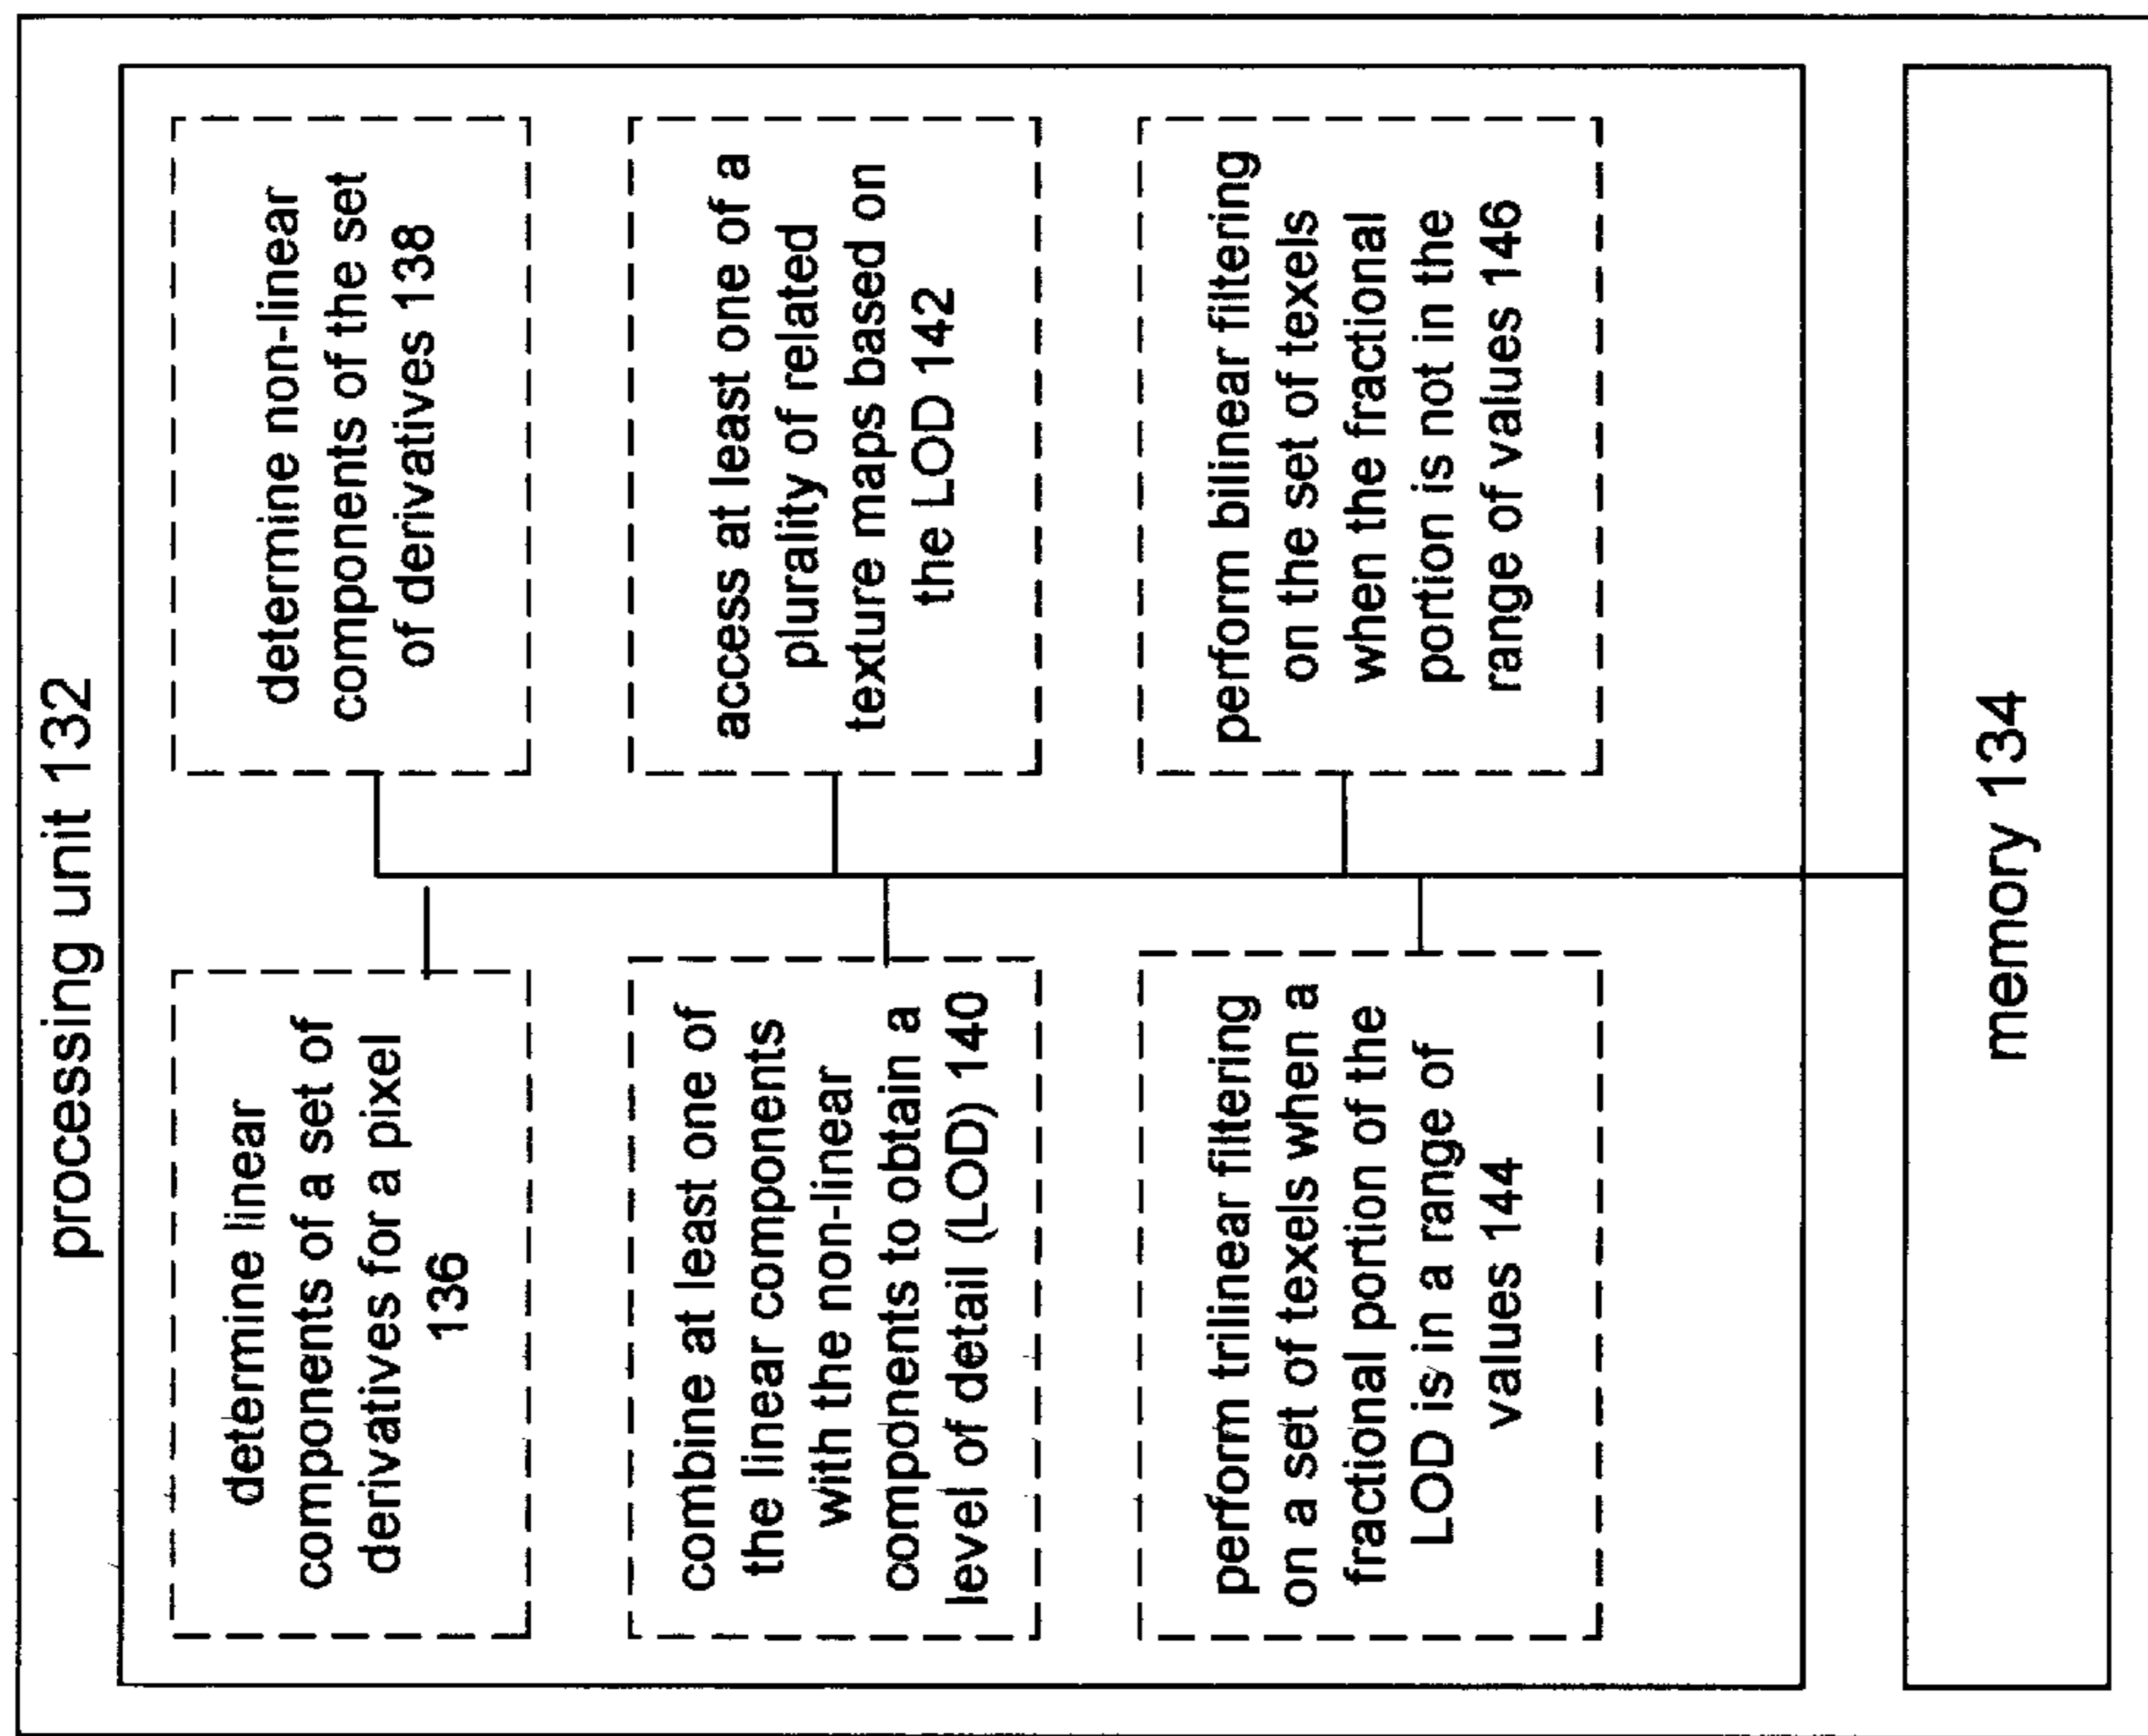 processing unit 132
determine linear
components of a set of
derivatives for a pixel
136
determine non-linear
components of the set
of derivatives 138
combine at least one of
the linear components
with the non-linear
components to obtain a
level of detail (LOD) 140
access at least one of a
plurality of related
texture maps based on
the LOD 142
perform trilinear filtering
on a set of texels when a
fractional portion of the
LOD is in a range of
values 144
perform bilinear filtering
on the set of texels
when the fractional
portion is not in the
range of values 146
memory 134